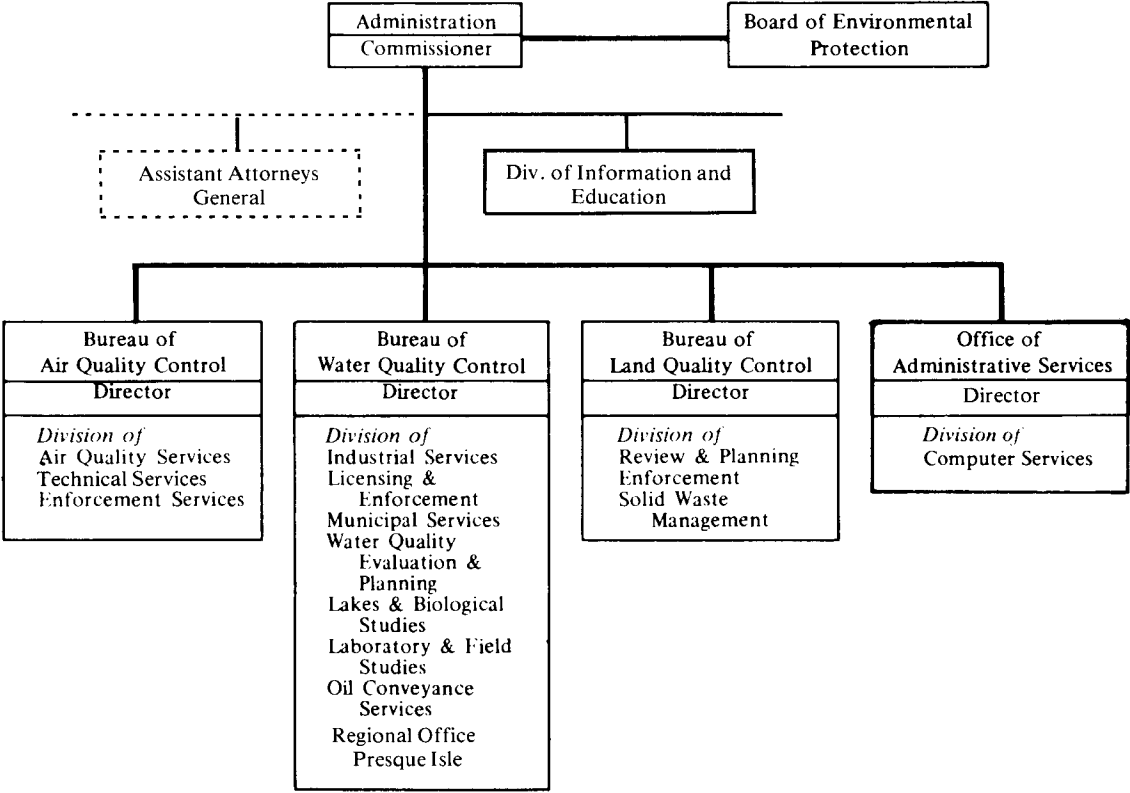 Administration
Commissioner
Board of Environmental
Protection
Assistant Attorneys
General
Div. of Information and
Education
Bureau of
Air Quality Control
Director
Division of
Air Quality Services
Technical Services
Enforcement Services
Bureau of
Water Quality Control
Director
Division of
Industrial Services
Licensing &
Enforcement
Municipal Services
Water Quality
Evaluation &
Planning
Lakes & Biological
Studies
Laboratory & Field
Studies
Oil Conveyance
Services
Regional Office
Presque Isle
Bureau of
Land Quality Control
Director
Division of
Review & Planning
Enforcement
Solid Waste
Management
Office of
Administrative Services
Director
Division of
Computer Services